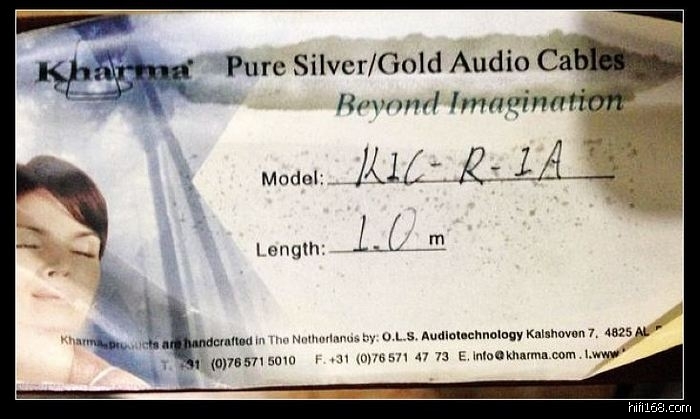 Kharma Pure Silver/Gold Audio Cables
Beyond Imagination
Model: KIC-R-1A
Length: 1.0 m
Kharma products are handcrafted in The Netherlands by: O.L.S. Audiotechnology Kalshoven 7, 4825 AL
T. +31 (0)76 571 5010 F. +31 (0)76 571 47 73 E. info@kharma.com . I.www
hifi168.com